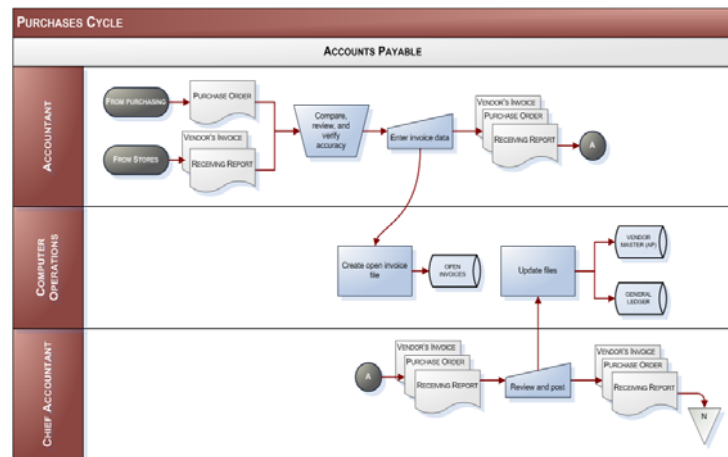 PURCHASES CYCLE
ACCOUNTS PAYABLE
ACCOUNTANT
FROM PURCHASING
PURCHASE ORDER
FROM STORES
VENDOR'S INVOICE
RECEIVING REPORT
Compare,
review, and
verify
accuracy
Enter invoice data
VENDOR'S INVOICE
PURCHASE ORDER
RECEIVING REPORT
A
COMPUTER
OPERATIONS
Create open invoice
file
OPEN
INVOICES
Update files
VENDOR
MASTER (AP)
GENERAL
LEDGER
CHIEF ACCOUNTANT
A
VENDOR'S INVOICE
PURCHASE ORDER
RECEIVING REPORT
Review and post
VENDOR'S INVOICE
PURCHASE ORDER
RECEIVING REPORT
N